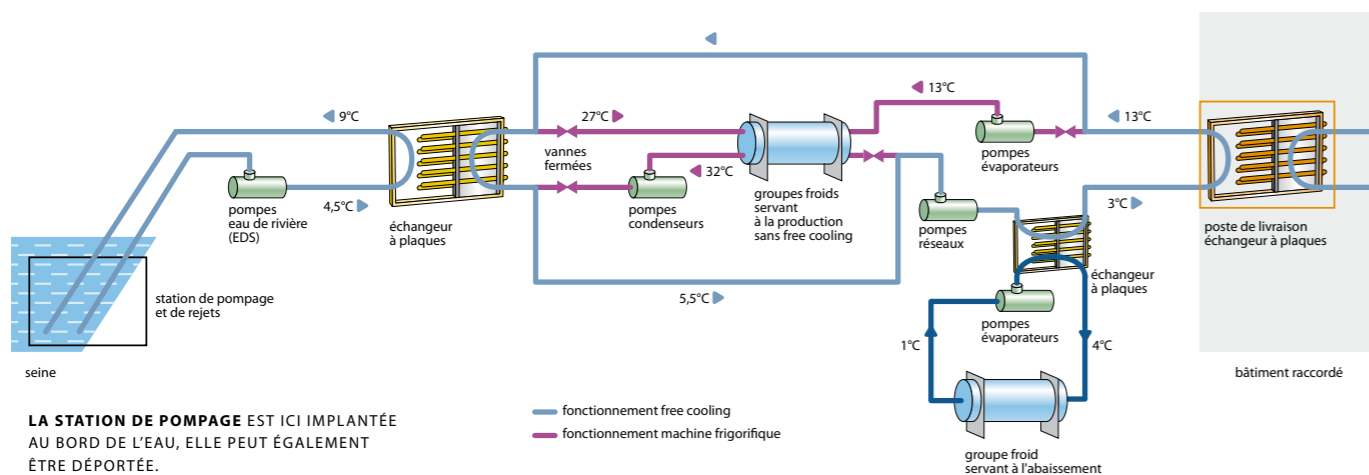 9°C
27°C
13°C
13°C
vannes
fermées
32°C
pompes
évaporateurs
4,5°C
pompes
eau de rivière
(EDS)
échangeur
à plaques
pompes
condenseurs
groupes froids
servant
à la production
sans free cooling
pompes
réseaux
3°C
poste de livraison
échangeur à plaques
échangeur
à plaques
station de pompage
et de rejets
5,5°C
pompes
évaporateurs
1°C
4°C
seine
bâtiment raccordé
LA STATION DE POMPAGE EST ICI IMPLANTÉE
AU BORD DE L'EAU, ELLE PEUT ÉGALEMENT
ÊTRE DÉPORTÉE.
fonctionnement free cooling
fonctionnement machine frigorifique
groupe froid
servant à l'abaissement